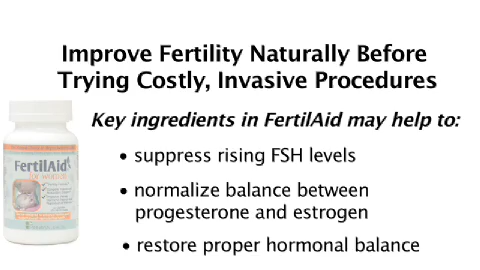 Improve Fertility Naturally Before
Trying Costly, Invasive Procedures
Key ingredients in FertilAid may help to:
• suppress rising FSH levels
• normalize balance between
progesterone and estrogen
• restore proper hormonal balance
FertilAid
for women